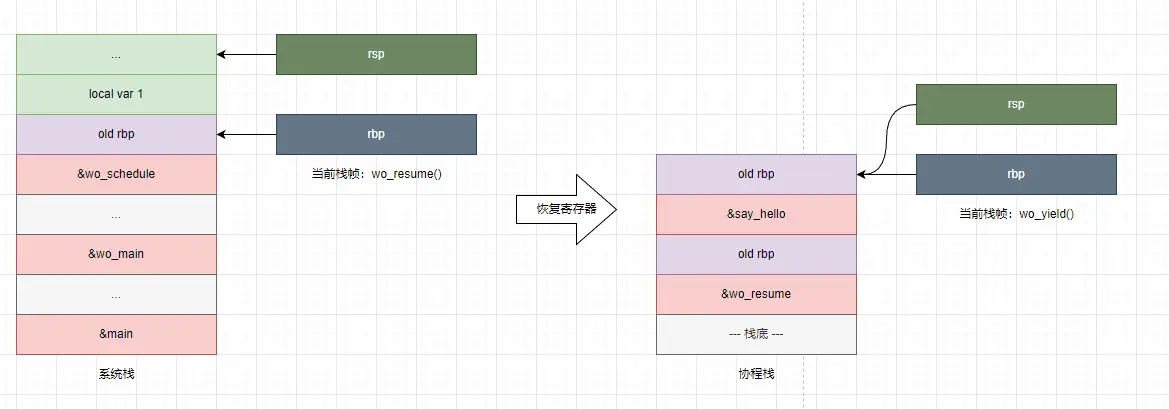 ...
local var 1
old rbp
&wo_schedule
...
&wo_main
...
&main
系统栈
rsp
rbp
当前栈帧：wo_resume()
恢复寄存器
old rbp
&say_hello
old rbp
&wo_resume
--- 栈底 ---
协程栈
rsp
rbp
当前栈帧：wo_yield()